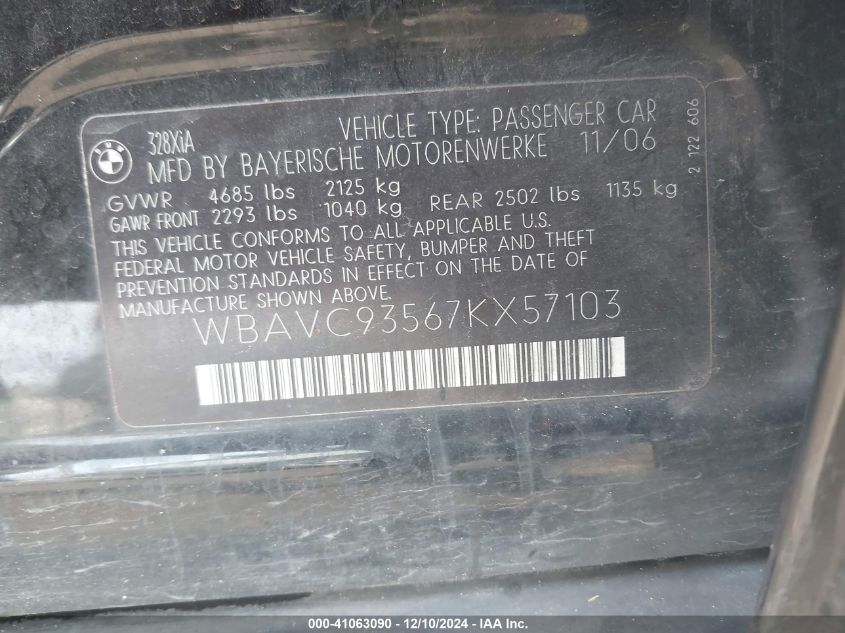 BMW
328XiA VEHICLE TYPE: PASSENGER CAR
MFD BY BAYERISCHE MOTORENWERKE 11/06
GVWR 4685 lbs 2125 kg
GAWR FRONT 2293 lbs 1040 kg REAR 2502 lbs 1135 kg
THIS VEHICLE CONFORMS TO ALL APPLICABLE U.S.
FEDERAL MOTOR VEHICLE SAFETY, BUMPER AND THEFT
PREVENTION STANDARDS IN EFFECT ON THE DATE OF
MANUFACTURE SHOWN ABOVE.
WBAVC93567KX57103
2 122 606
000-41063090 - 12/10/2024 - IAA Inc.